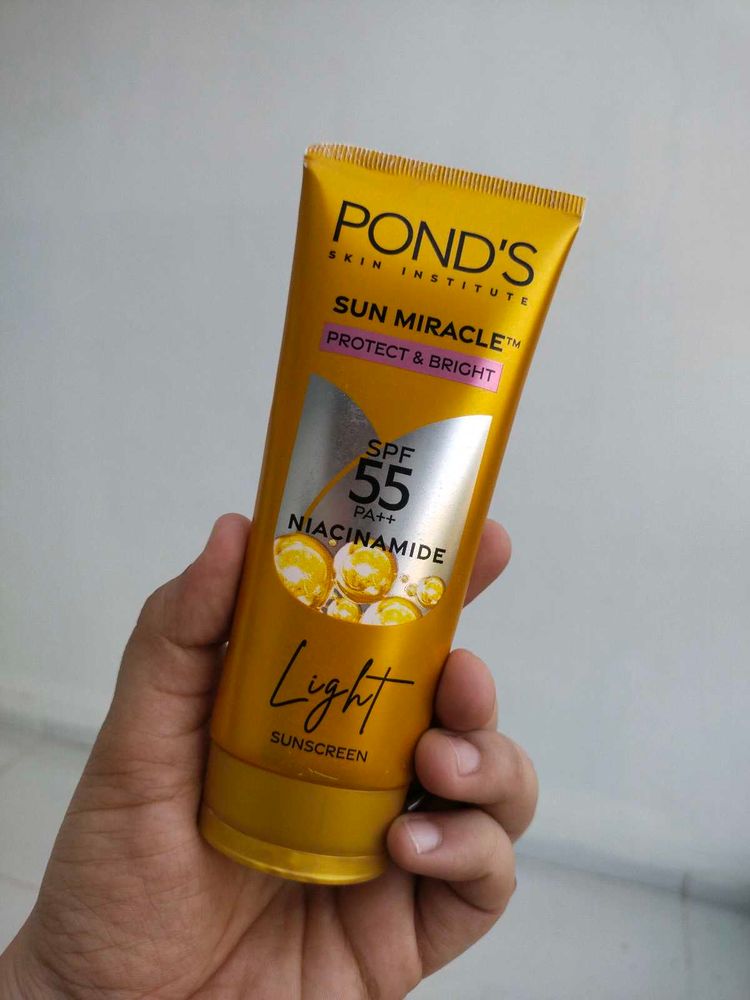 POND'S
SKIN INSTITUTE
SUN MIRACLE™
PROTECT & BRIGHT
SPF
55
PA++
NIACINAMIDE
Light
SUNSCREEN